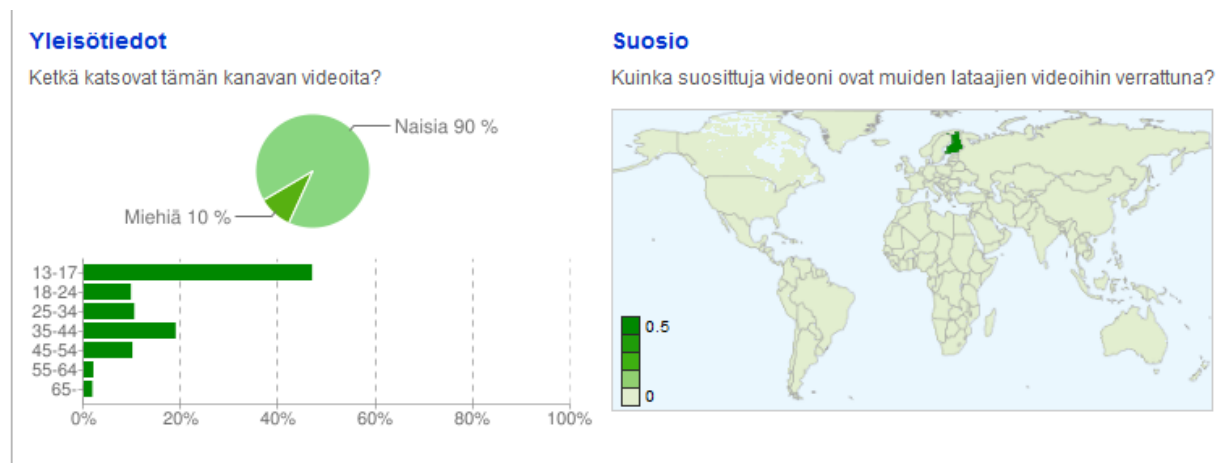 Yleisötiedot
Ketkä katsovat tämän kanavan videoita?
Naisia 90 %
Miehiä 10 %
13-17
18-24
25-34
35-44
45-54
55-64
65-
0% 20% 40% 60% 80% 100%
Suosio
Kuinka suosittuja videoni ovat muiden lataajien videoihin verrattuna?
0.5
0